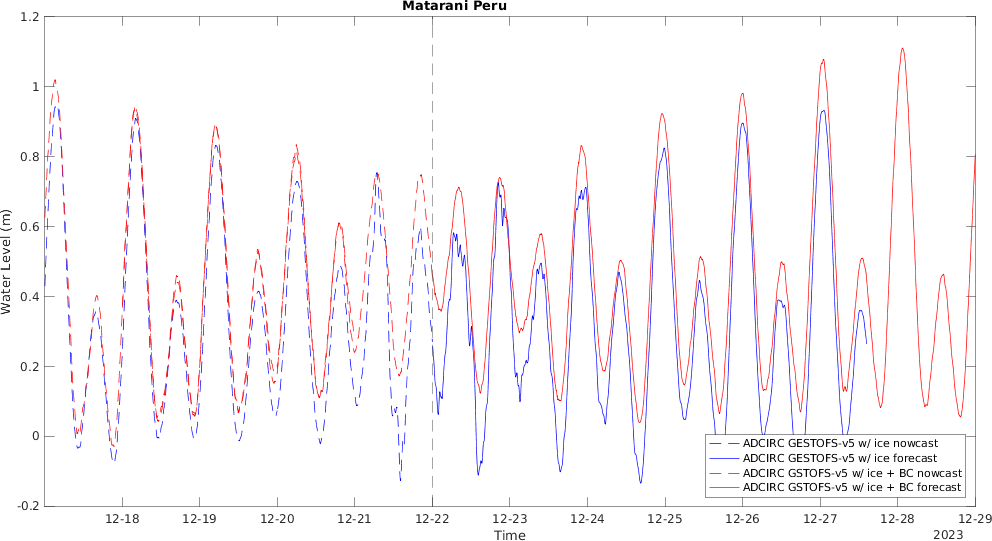 Matarani Peru
Water Level (m)
1.2
1
0.8
0.6
0.4
0.2
0
-0.2
ADCIRC GESTOFS-v5 w/ ice nowcast
ADCIRC GESTOFS-v5 w/ ice forecast
ADCIRC GSTOFS-v5 w/ ice + BC nowcast
ADCIRC GSTOFS-v5 w/ ice + BC forecast
12-18 12-19 12-20 12-21 12-22 12-23 12-24 12-25 12-26 12-27 12-28 12-29
Time
2023